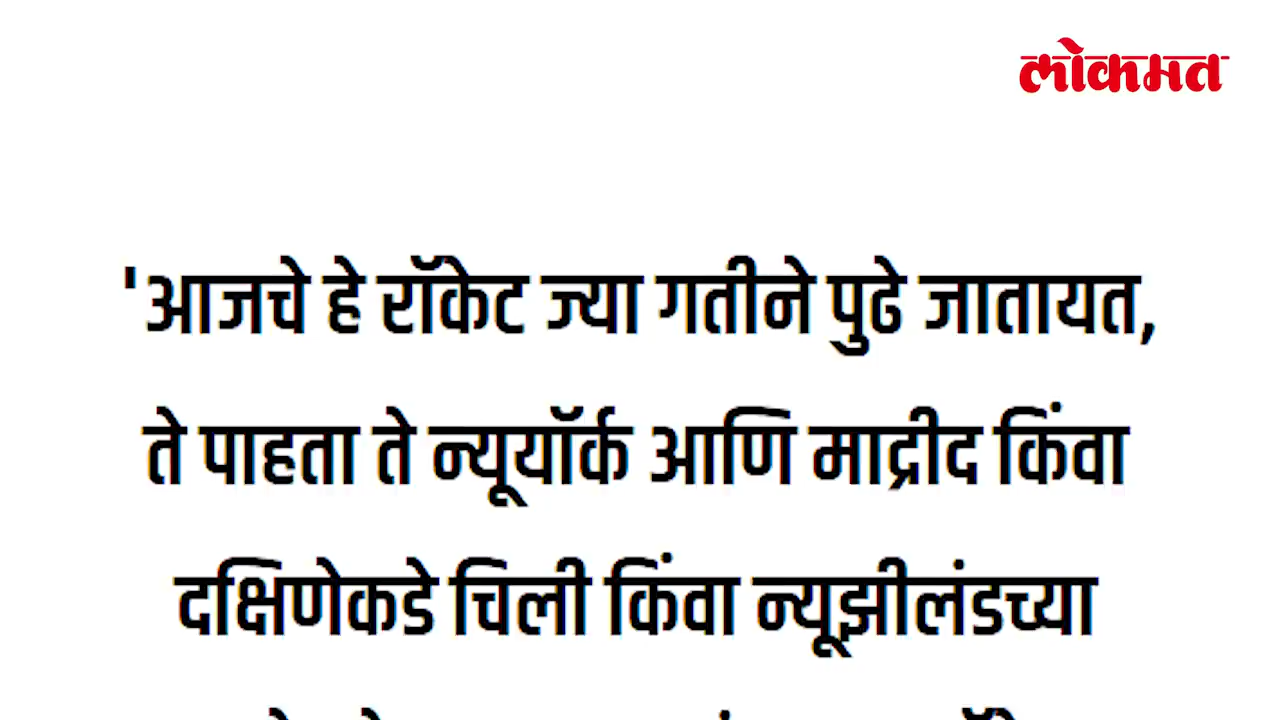 लोकमत
'आजचे हे रॉकेट ज्या गतीने पुढे जातायत,
ते पाहता ते न्यूयॉर्क आणि माद्रीद किंवा
दक्षिणेकडे चिली किंवा न्यूझीलंडच्या